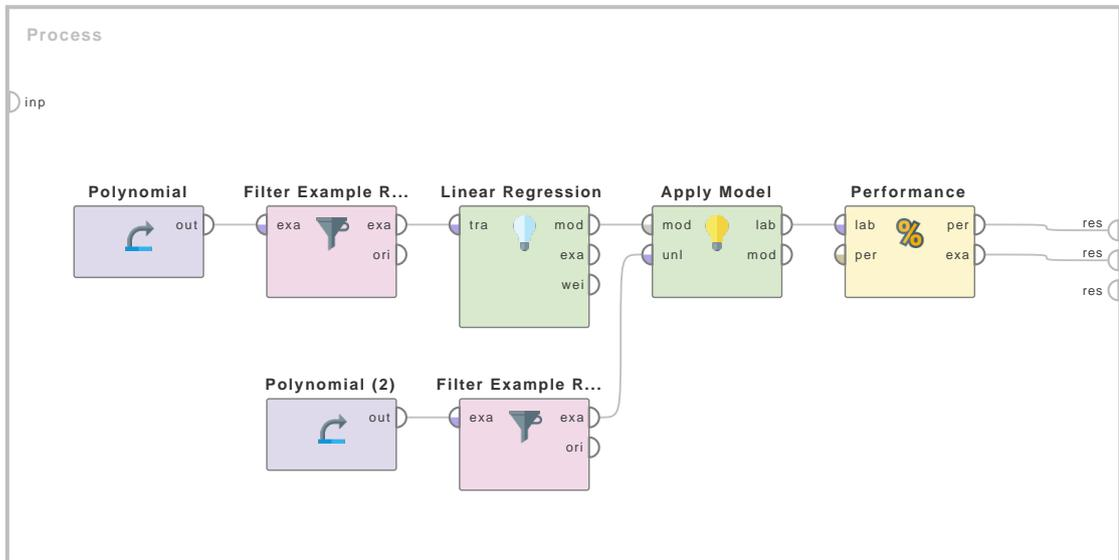 Process
inp
Polynomial
out
Filter Example R...
exa exa
ori
Linear Regression
tra mod
exa
wei
Apply Model
mod lab
unl mod
Performance
lab per
per exa
res
res
res
Polynomial (2)
out
Filter Example R...
exa exa
ori
%